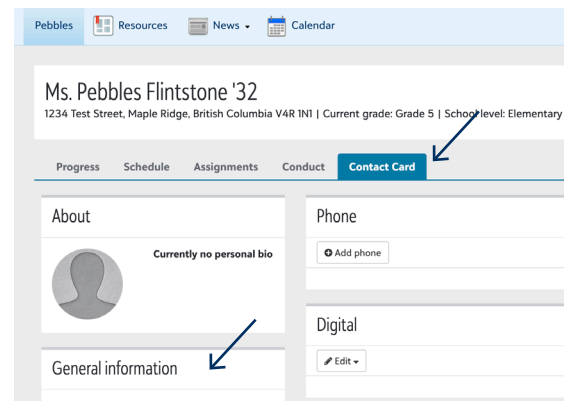 Pebbles Resources News Calendar
Ms. Pebbles Flintstone '32
1234 Test Street, Maple Ridge, British Columbia V4R 1N1 | Current grade: Grade 5 | School level: Elementary
Progress Schedule Assignments Conduct Contact Card
About
Currently no personal bio
Phone
Add phone
Digital
Edit
General information